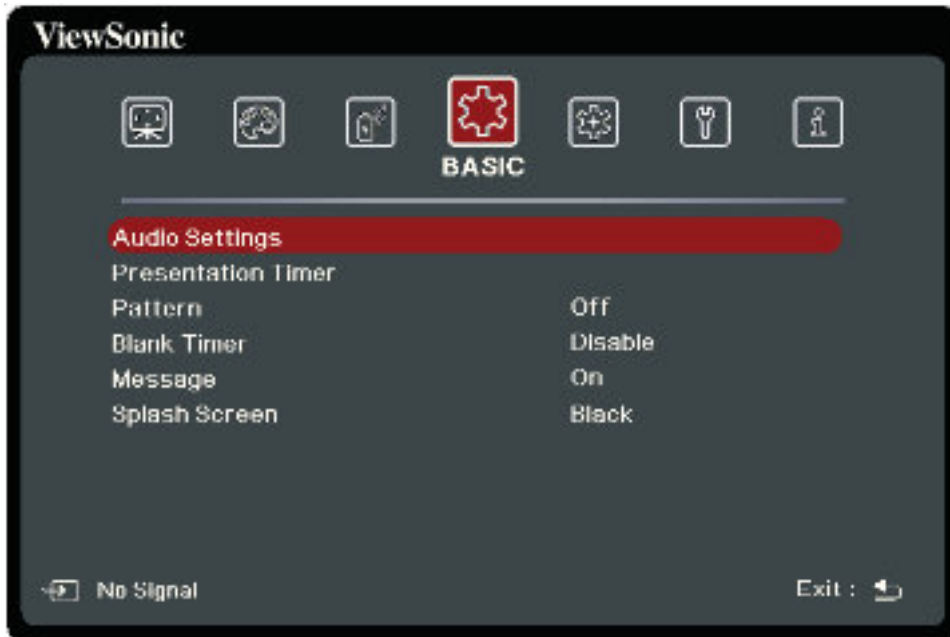 ViewSonic
BASIC
Audio Settings
Presentation Timer
Pattern Off
Blank Timer Disable
Message On
Splash Screen Black
No Signal Exit :